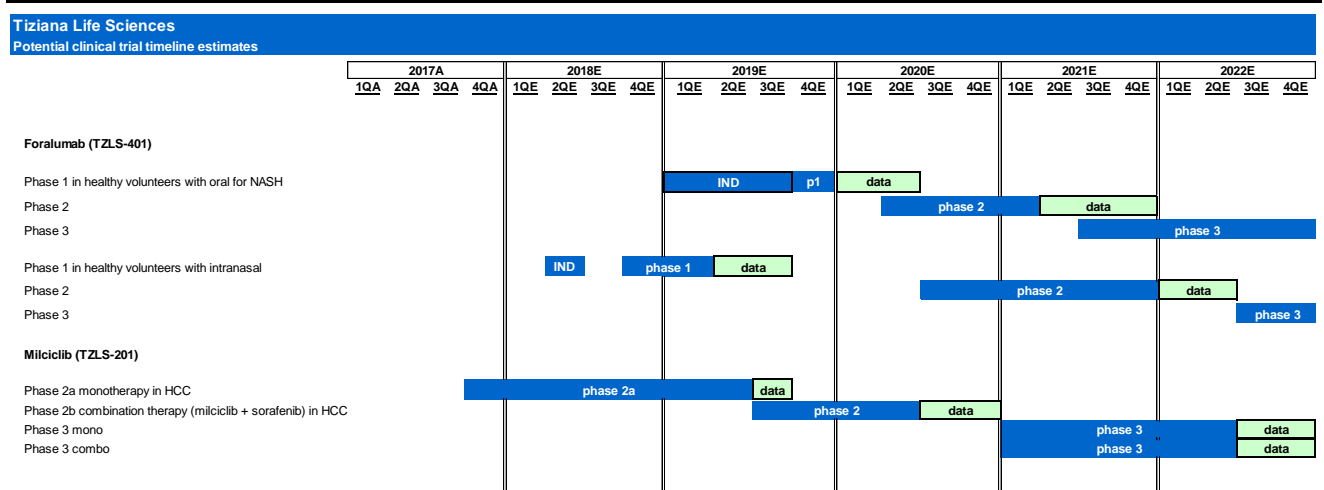 Tiziana Life Sciences
Potential clinical trial timeline estimates
2017A 2018E 2019E 2020E 2021E 2022E
1QA 2QA 3QA 4QA 1QE 2QE 3QE 4QE 1QE 2QE 3QE 4QE 1QE 2QE 3QE 4QE 1QE 2QE 3QE 4QE 1QE 2QE 3QE 4QE
Foralumab (TZLS-401)
Phase 1 in healthy volunteers with oral for NASH IND p1 data
Phase 2 phase 2 data
Phase 3 phase 3
Phase 1 in healthy volunteers with intranasal IND phase 1 data
Phase 2 phase 2 data
Phase 3 phase 3
Milciclib (TZLS-201)
Phase 2a monotherapy in HCC phase 2a data
Phase 2b combination therapy (milciclib + sorafenib) in HCC phase 2 data
Phase 3 mono phase 3 data
Phase 3 combo phase 3 data